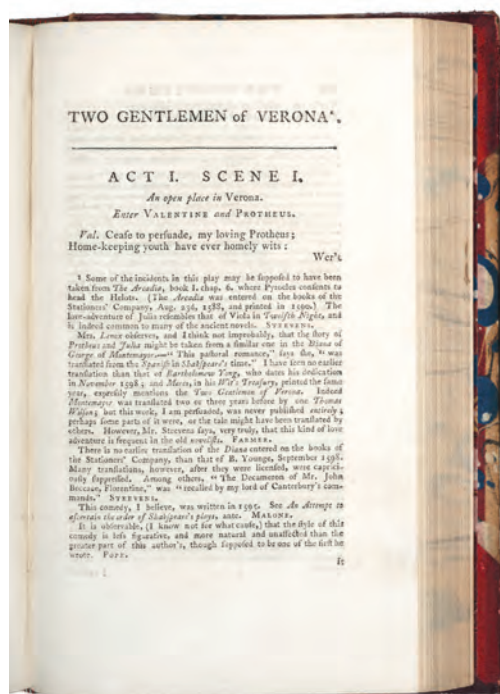 TWO GENTLEMEN of VERONA¹.
ACT I. SCENE I.
An open place in Verona.
Enter VALENTINE and PROTHEUS.
Val. Cease to persuade, my loving Protheus;
Home-keeping youth have ever homely wits:
Wer't
¹ Some of the incidents in this play may be supposed to have been
taken from The Arcadia, book I. chap. 6. where Pyrocles consents to
head the Helots. (The Arcadia was entered on the books of the
Stationers' Company, Aug. 23d, 1588, and printed in 1590.) The
love-adventure of Julia resembles that of Viola in Twelfth Night, and
is indeed common to many of the ancient novels. STEEVENS.
Mrs. Lenox observes, and I think not improbably, that the story of
Protheus and Julia might be taken from a similar one in the Diana of
George of Montemayor.—" This pastoral romance," says she, " was
translated from the Spanish in Shakspeare's time." I have seen no earlier
translation than that of Bartholomew Yong, who dates his dedication
in November 1598; and Meres, in his Wit's Treasury, printed the same
year, expressly mentions the Two Gentlemen of Verona. Indeed
Montemayor was translated two or three years before by one Thomas
Wilson; but this work, I am persuaded, was never published entirely;
perhaps some parts of it were, or the tale might have been translated by
others. However, Mr. Steevens says, very truly, that this kind of love
adventure is frequent in the old novelists. FARMER.
There is no earlier translation of the Diana entered on the books of
the Stationers' Company, than that of B. Younge, September 1598.
Many translations, however, after they were licensed, were caprici-
ously suppressed. Among others, " The Decameron of Mr. John
Boccace, Florentine," was " recalled by my lord of Canterbury's com-
mands." STEEVENS.
This comedy, I believe, was written in 1595. See An Attempt to
ascertain the order of Shakspeare's plays, ante. MALONE.
It is observable, (I know not for what cause,) that the style of this
comedy is less figurative, and more natural and unaffected than the
greater part of this author's, though supposed to be one of the first he
wrote. POPE.
It